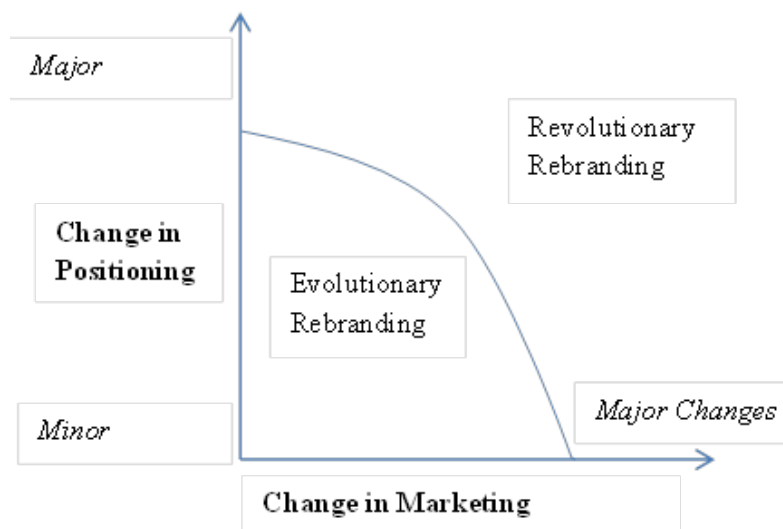 Major
Revolutionary
Rebranding
Change in
Positioning
Evolutionary
Rebranding
Major Changes
Minor
Change in Marketing